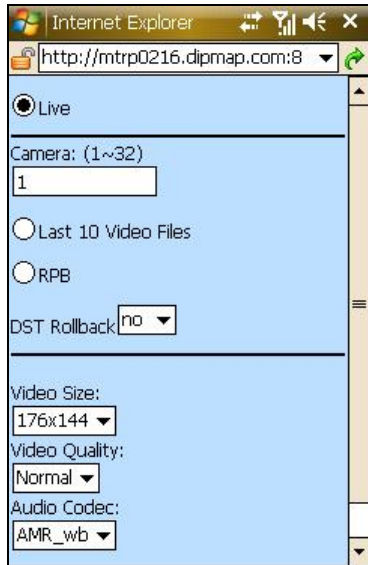 Internet Explorer
http://mtrp0216.dipmap.com:8
Live
Camera: (1~32)
1
Last 10 Video Files
RPB
DST Rollback no
Video Size:
176x144
Video Quality:
Normal
Audio Codec:
AMR_wb